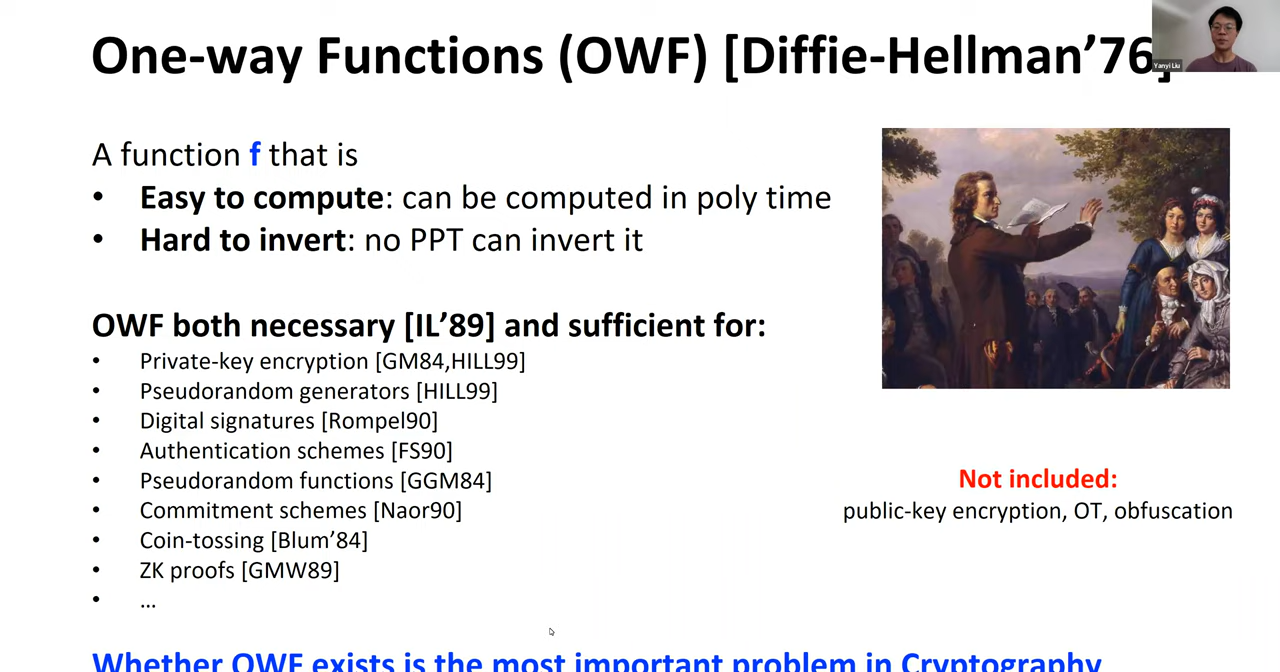 One-way Functions (OWF) [Diffie-Hellman’76]
Yanyi Liu
A function f that is
• Easy to compute: can be computed in poly time
• Hard to invert: no PPT can invert it
OWF both necessary [IL’89] and sufficient for:
• Private-key encryption [GM84,HILL99]
• Pseudorandom generators [HILL99]
• Digital signatures [Rompel90]
• Authentication schemes [FS90]
• Pseudorandom functions [GGM84]
• Commitment schemes [Naor90]
• Coin-tossing [Blum’84]
• ZK proofs [GMW89]
• …
Not included:
public-key encryption, OT, obfuscation
Whether OWF exists is the most important problem in Cryptography